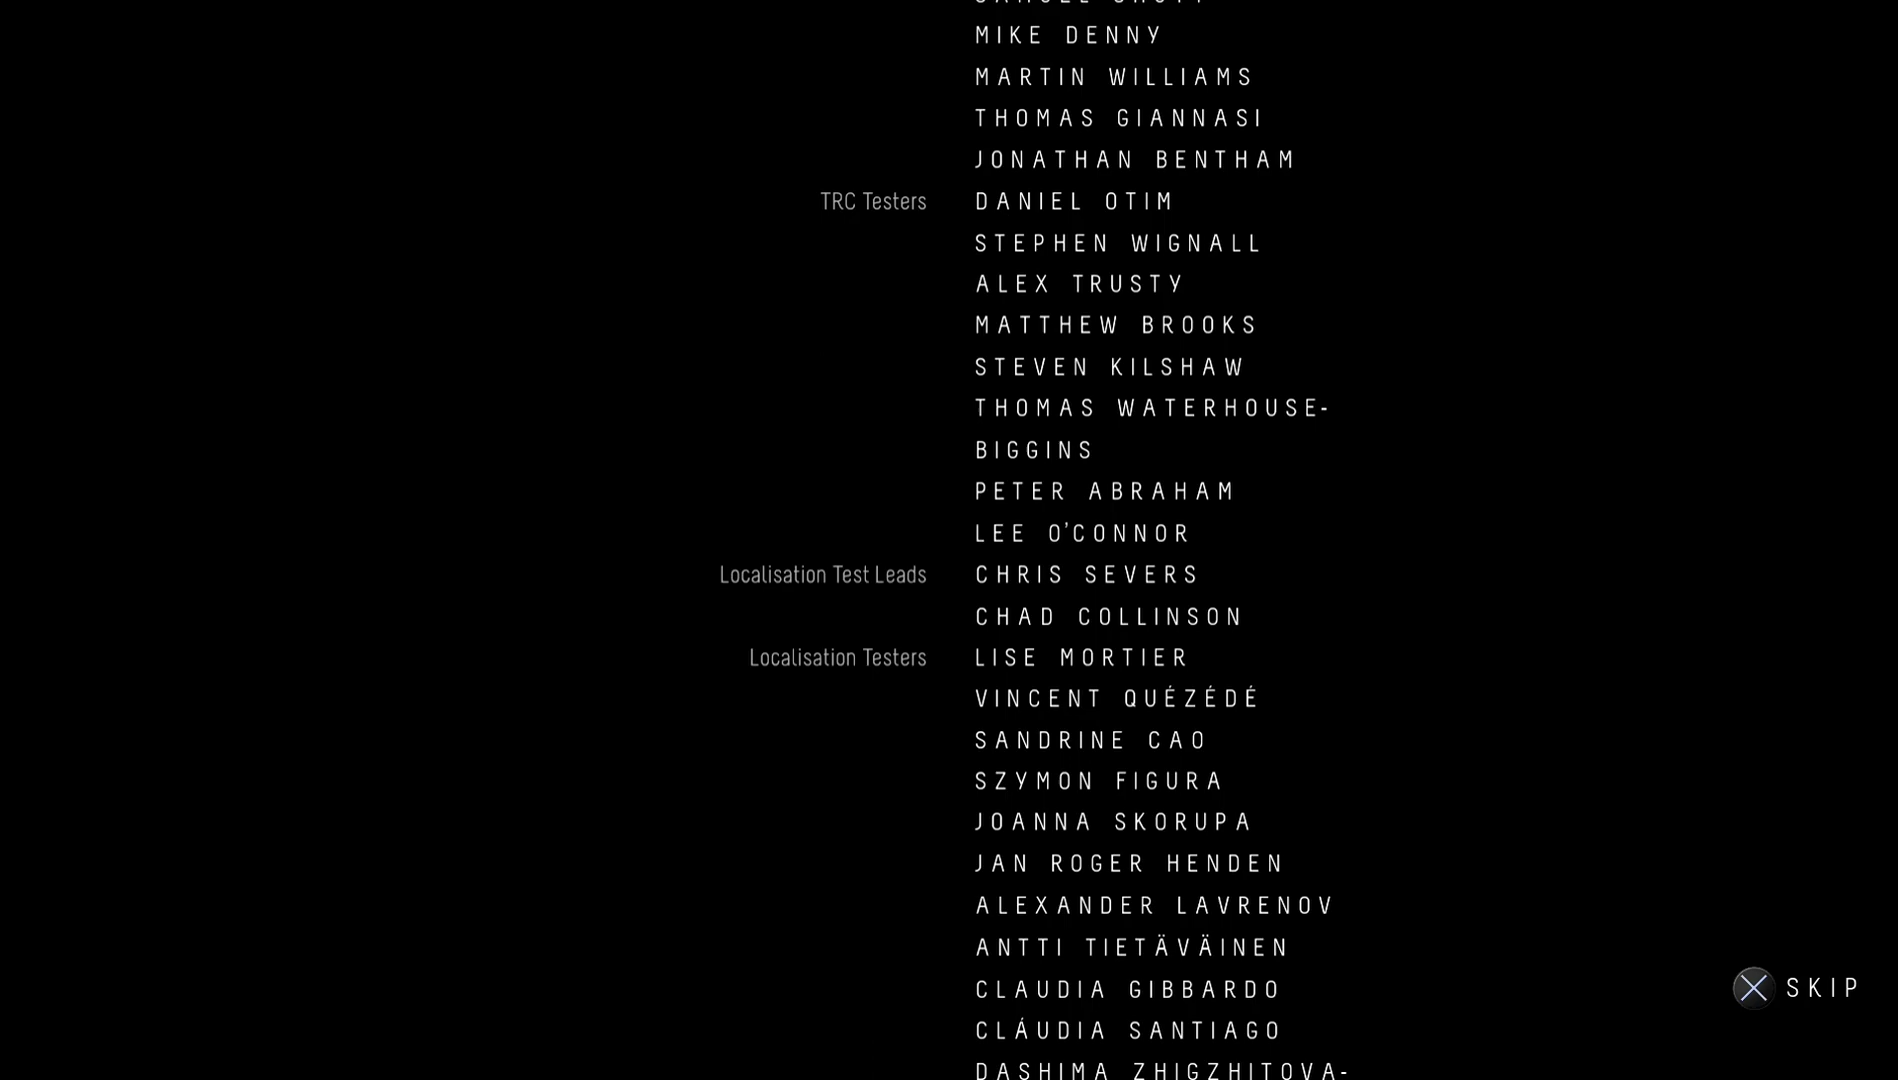 MIKE DENNY
MARTIN WILLIAMS
THOMAS GIANNASI
JONATHAN BENTHAM
TRC Testers DANIEL OTIM
STEPHEN WIGNALL
ALEX TRUSTY
MATTHEW BROOKS
STEVEN KILSHAW
THOMAS WATERHOUSE-
BIGGINS
PETER ABRAHAM
LEE O'CONNOR
Localisation Test Leads CHRIS SEVERS
CHAD COLLINSON
Localisation Testers LISE MORTIER
VINCENT QUÉZÉDÉ
SANDRINE CAO
SZYMON FIGURA
JOANNA SKORUPA
JAN ROGER HENDEN
ALEXANDER LAVRENOV
ANTTI TIETÄVÄINEN
CLAUDIA GIBBARDO
SKIP
CLÁUDIA SANTIAGO
DASHIMA ZHIGZHITOVA-